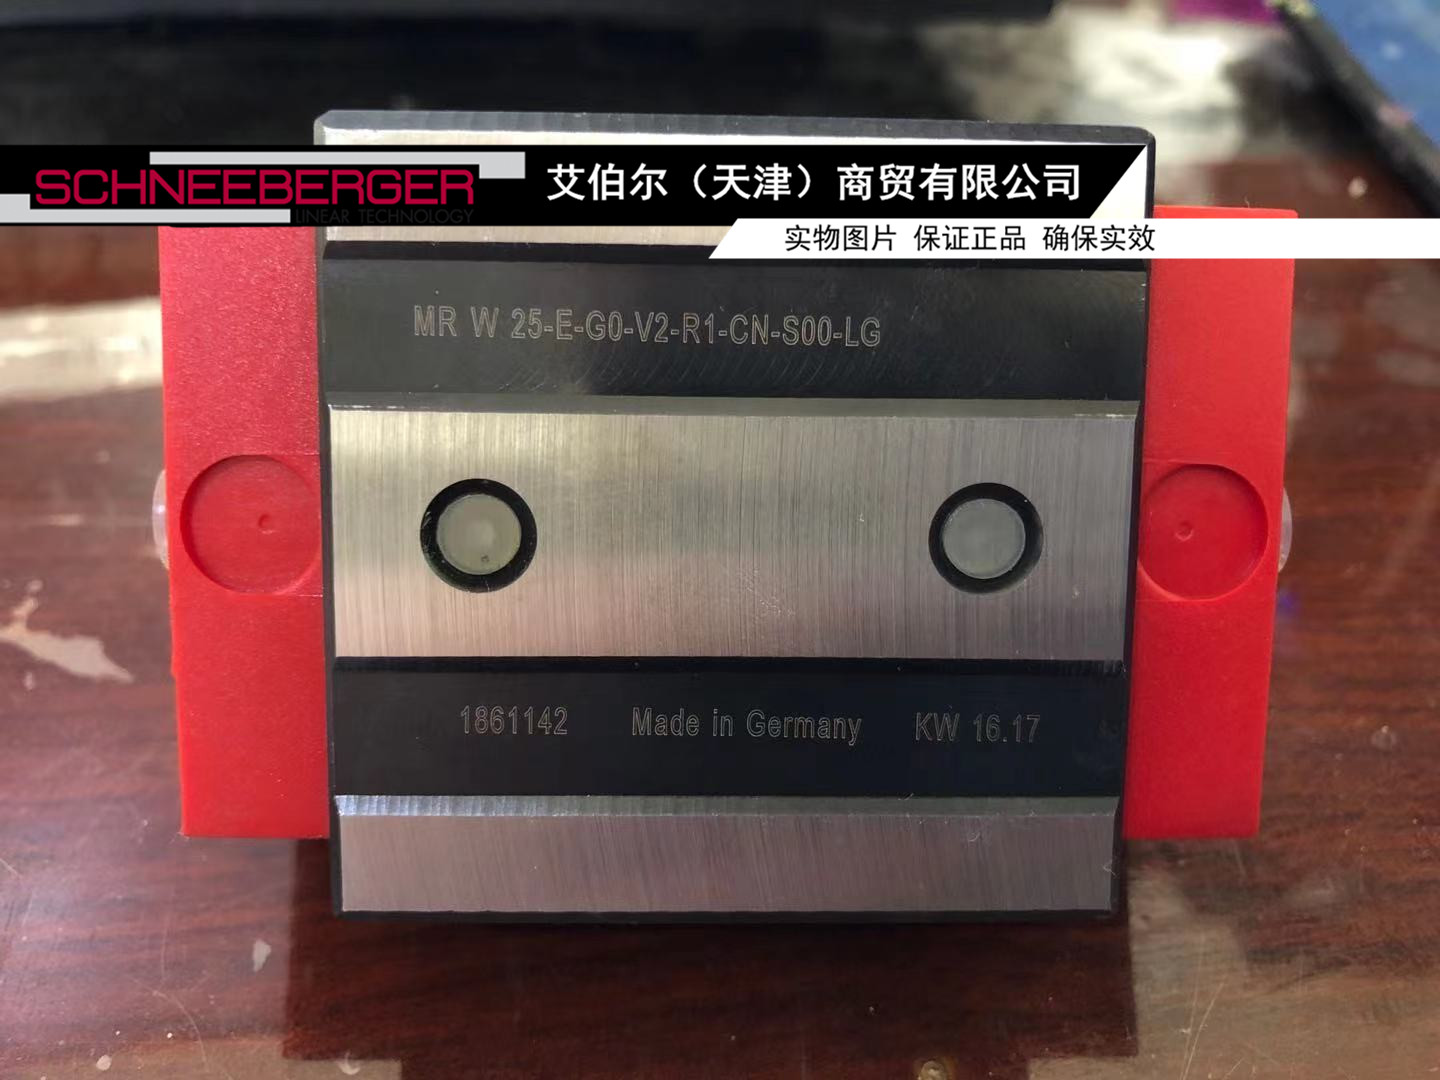 SCHNEEBERGER
LINEAR TECHNOLOGY
艾伯尔（天津）商贸有限公司
实物图片 保证正品 确保实效
MR W 25-E-G0-V2-R1-CN-S00-LG
1861142 Made in Germany KW 16.17